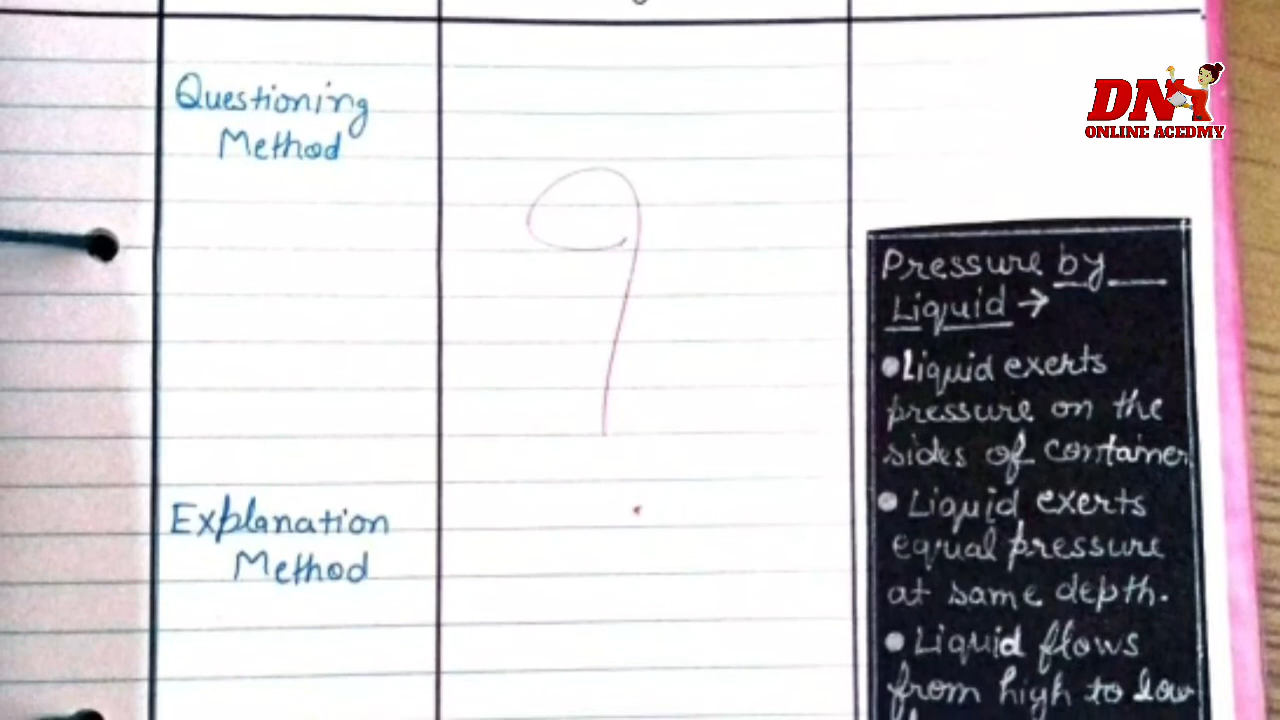 Questioning
Method
Explanation
Method
DNA
ONLINE ACEDMY
Pressure by
Liquid →
• Liquid exerts
pressure on the
sides of container
• Liquid exerts
equal pressure
at same depth.
• Liquid flows
from high to low